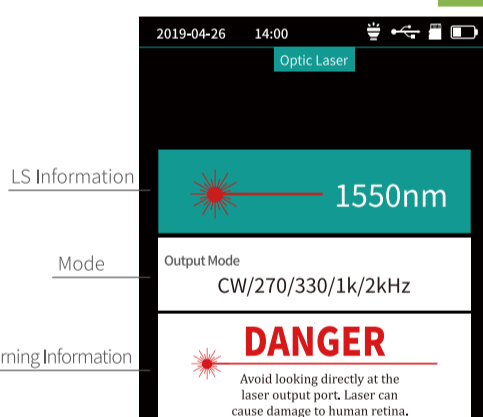 2019-04-26 14:00
Optic Laser
LS Information
1550nm
Mode
Output Mode
CW/270/330/1k/2kHz
DANGER
rning Information
Avoid looking directly at the
laser output port. Laser can
cause damage to human retina.